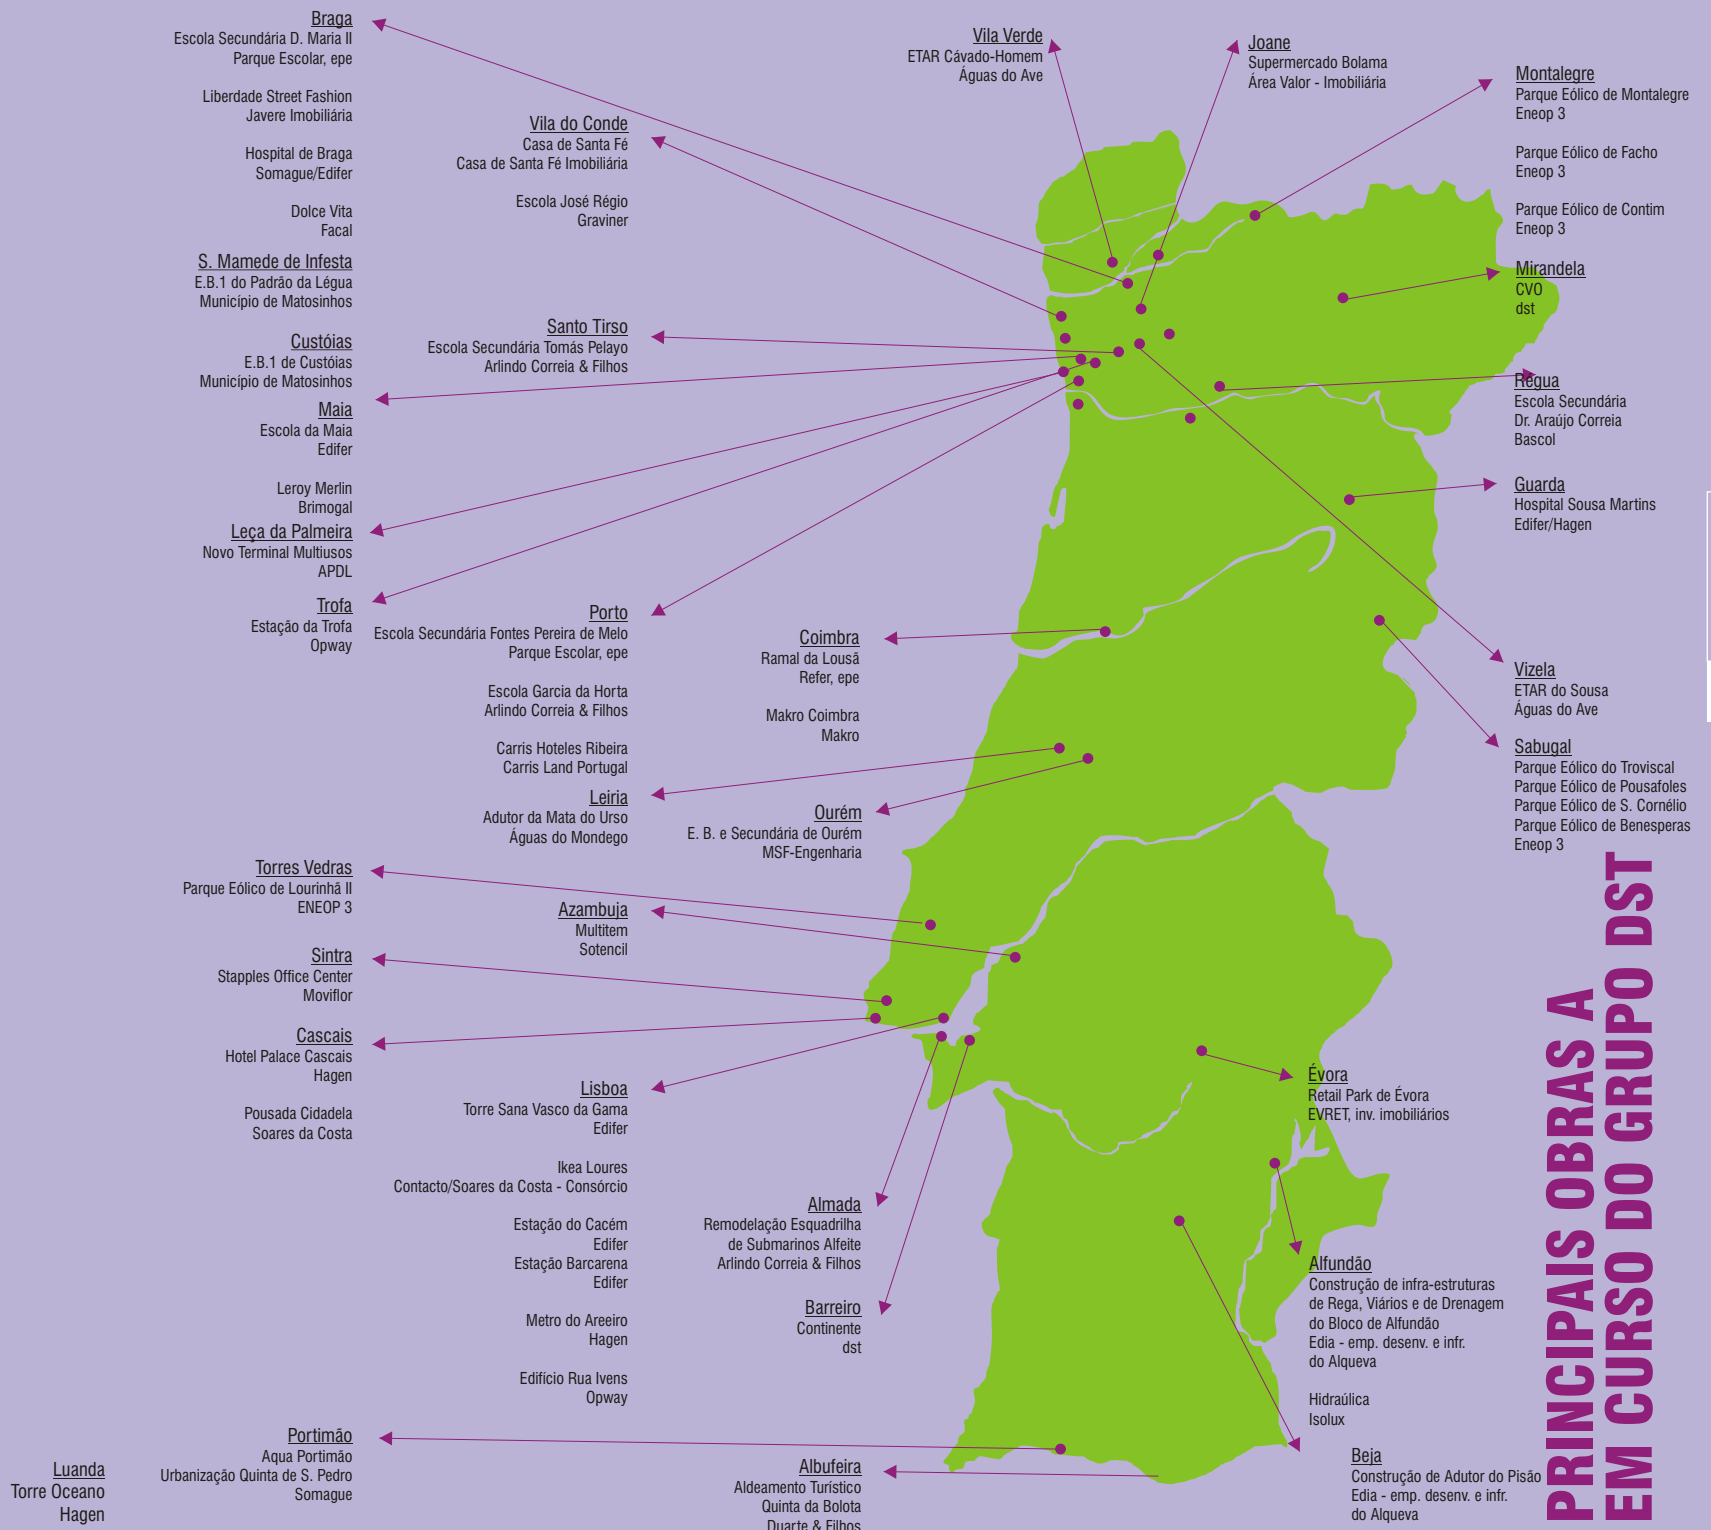 Braga
Escola Secundária D. Maria II
Parque Escolar, epe
Liberdade Street Fashion
Javere Imobiliária
Hospital de Braga
Somague/Edifer
Dolce Vita
Facal
S. Mamede de Infesta
E.B.1 do Padrão da Légua
Município de Matosinhos
Custóias
E.B.1 de Custóias
Município de Matosinhos
Maia
Escola da Maia
Edifer
Leroy Merlin
Brimogal
Leça da Palmeira
Novo Terminal Multiusos
APDL
Trofa
Estação da Trofa
Opway
Torres Vedras
Parque Eólico de Lourinhã II
ENEOP 3
Sintra
Stapples Office Center
Moviflor
Cascais
Hotel Palace Cascais
Hagen
Pousada Cidadela
Soares da Costa
Portimão
Aqua Portimão
Urbanização Quinta de S. Pedro
Somague
Luanda
Torre Oceano
Hagen
Vila do Conde
Casa de Santa Fé
Casa de Santa Fé Imobiliária
Escola José Régio
Graviner
Santo Tirso
Escola Secundária Tomás Pelayo
Arlindo Correia & Filhos
Porto
Escola Secundária Fontes Pereira de Melo
Parque Escolar, epe
Escola Garcia da Horta
Arlindo Correia & Filhos
Carris Hoteles Ribeira
Carris Land Portugal
Leiria
Adutor da Mata do Urso
Águas do Mondego
Azambuja
Multitem
Sotencil
Lisboa
Torre Sana Vasco da Gama
Edifer
Ikea Loures
Contacto/Soares da Costa - Consórcio
Estação do Cacém
Edifer
Estação Barcarena
Edifer
Metro do Areeiro
Hagen
Edifício Rua Ivens
Opway
Vila Verde
ETAR Cávado-Homem
Águas do Ave
Coimbra
Ramal da Lousã
Refer, epe
Makro Coimbra
Makro
Ourém
E. B. e Secundária de Ourém
MSF-Engenharia
Almada
Remodelação Esquadrilha
de Submarinos Alfeite
Arlindo Correia & Filhos
Barreiro
Continente
dst
Albufeira
Aldeamento Turístico
Quinta da Bolota
Duarte & Filhos
Joane
Supermercado Bolama
Área Valor - Imobiliária
Montalegre
Parque Eólico de Montalegre
Eneop 3
Parque Eólico de Facho
Eneop 3
Parque Eólico de Contim
Eneop 3
Mirandela
CVO
dst
Régua
Escola Secundária
Dr. Araújo Correia
Bascol
Guarda
Hospital Sousa Martins
Edifer/Hagen
Vizela
ETAR do Sousa
Águas do Ave
Sabugal
Parque Eólico do Troviscal
Parque Eólico de Pousafoles
Parque Eólico de S. Cornélio
Parque Eólico de Benesperas
Eneop 3
Évora
Retail Park de Évora
EVRET, inv. imobiliários
Alfundão
Construção de infra-estruturas
de Rega, Viários e de Drenagem
do Bloco de Alfundão
Edia - emp. desenv. e infr.
do Alqueva
Hidraúlica
Isolux
Beja
Construção de Adutor do Pisão
Edia - emp. desenv. e infr.
do Alqueva
PRINCIPAIS OBRAS A
EM CURSO DO GRUPO DST